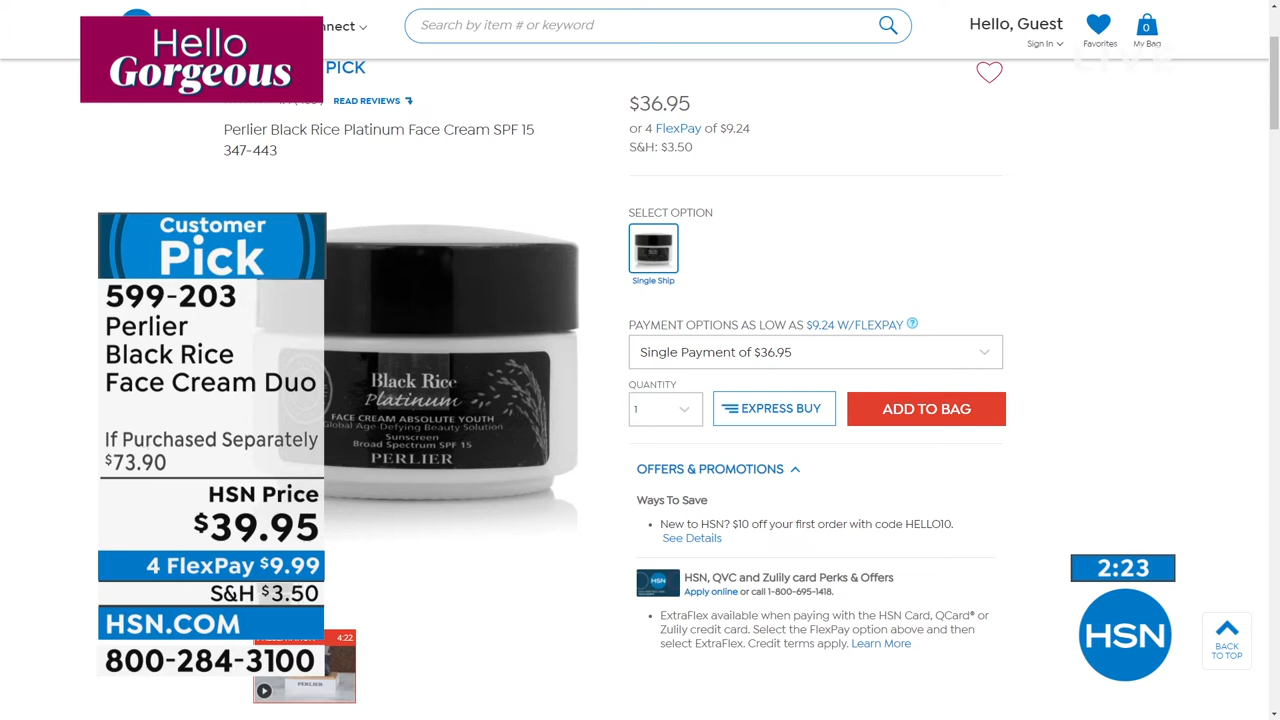 Hello
Gorgeous
Search by item # or keyword
Hello, Guest
Sign In
Favorites
0
My Bag
PICK
READ REVIEWS
Perlier Black Rice Platinum Face Cream SPF 15
347-443
$36.95
or 4 FlexPay of $9.24
S&H: $3.50
SELECT OPTION
Single Ship
PAYMENT OPTIONS AS LOW AS $9.24 W/FLEXPAY ?
Single Payment of $36.95
QUANTITY
1
EXPRESS BUY
ADD TO BAG
OFFERS & PROMOTIONS
Ways To Save
New to HSN? $10 off your first order with code HELLO10.
See Details
HSN
HSN, QVC and Zulily card Perks & Offers
Apply online or call 1-800-695-1418.
ExtraFlex available when paying with the HSN Card, QCard® or
Zulily credit card. Select the FlexPay option above and then
select ExtraFlex. Credit terms apply. Learn More
Customer
Pick
599-203
Perlier
Black Rice
Face Cream Duo
If Purchased Separately
$73.90
HSN Price
$39.95
4 FlexPay $9.99
S&H $3.50
HSN.COM
800-284-3100
Black Rice
Platinum
FACE CREAM ABSOLUTE YOUTH
Global Age-Defying Beauty Solution
Sunscreen
Broad Spectrum SPF 15
PERLIER
4:22
PERLIER
2:23
HSN
BACK
TO TOP